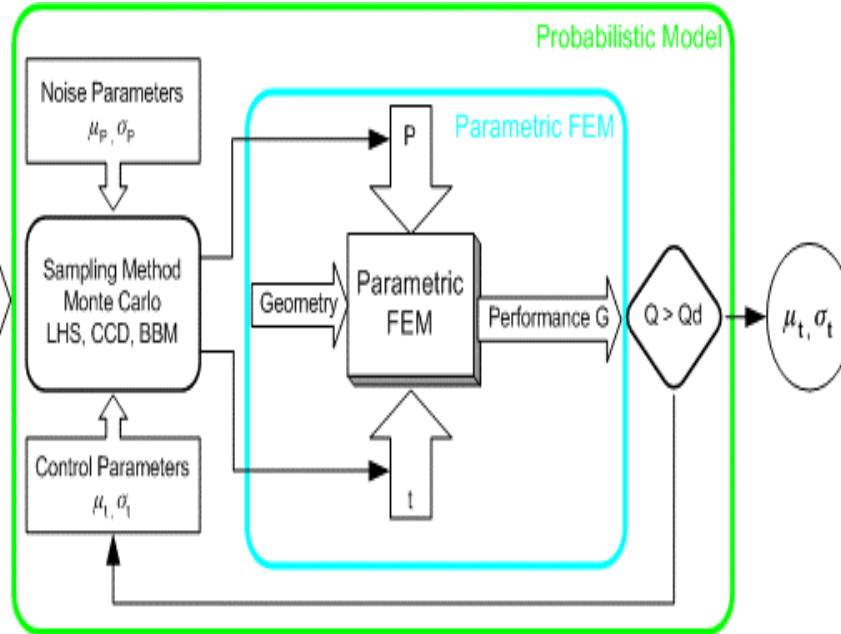 Probabilistic Model
Noise Parameters
μP, σP
Parametric FEM
P
Sampling Method
Monte Carlo
LHS, CCD, BBM
Geometry
Parametric
FEM
Performance G
Q > Qd
μt, σt
Control Parameters
μt, σt
t